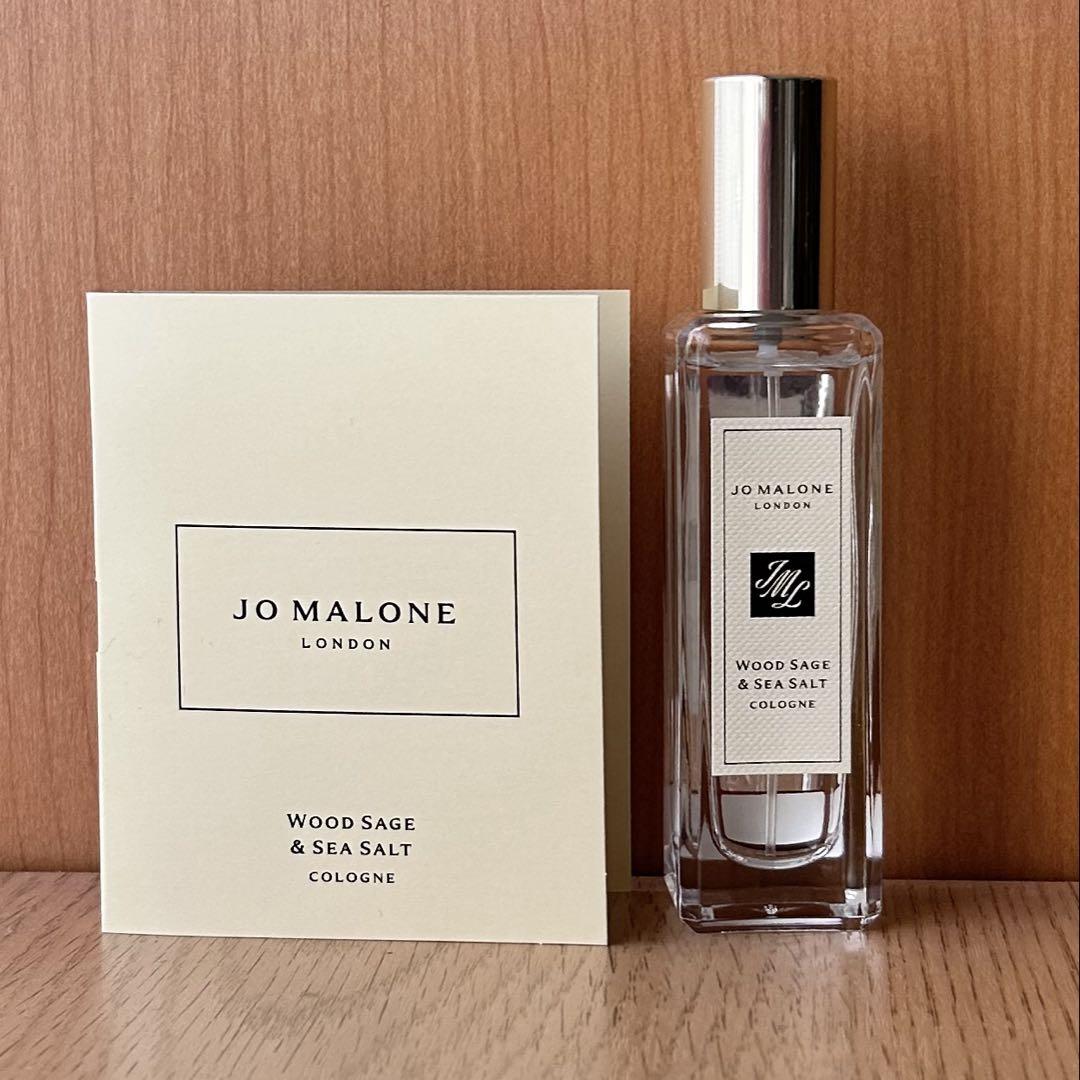 JO MALONE
LONDON
WOOD SAGE
& SEA SALT
COLOGNE
JO MALONE
LONDON
JML
WOOD SAGE
& SEA SALT
COLOGNE